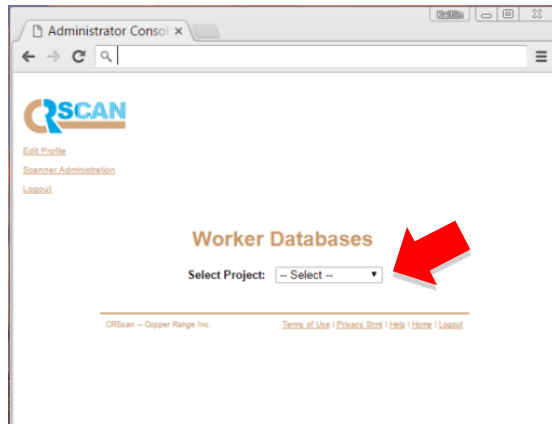 Administrator Consol
CRSCAN
Edit Profile
Scanner Administration
Logout
Worker Databases
Select Project: -- Select --
CRScan -- Copper Range Inc. Terms of Use | Privacy Stmt | Help | Home | Logout